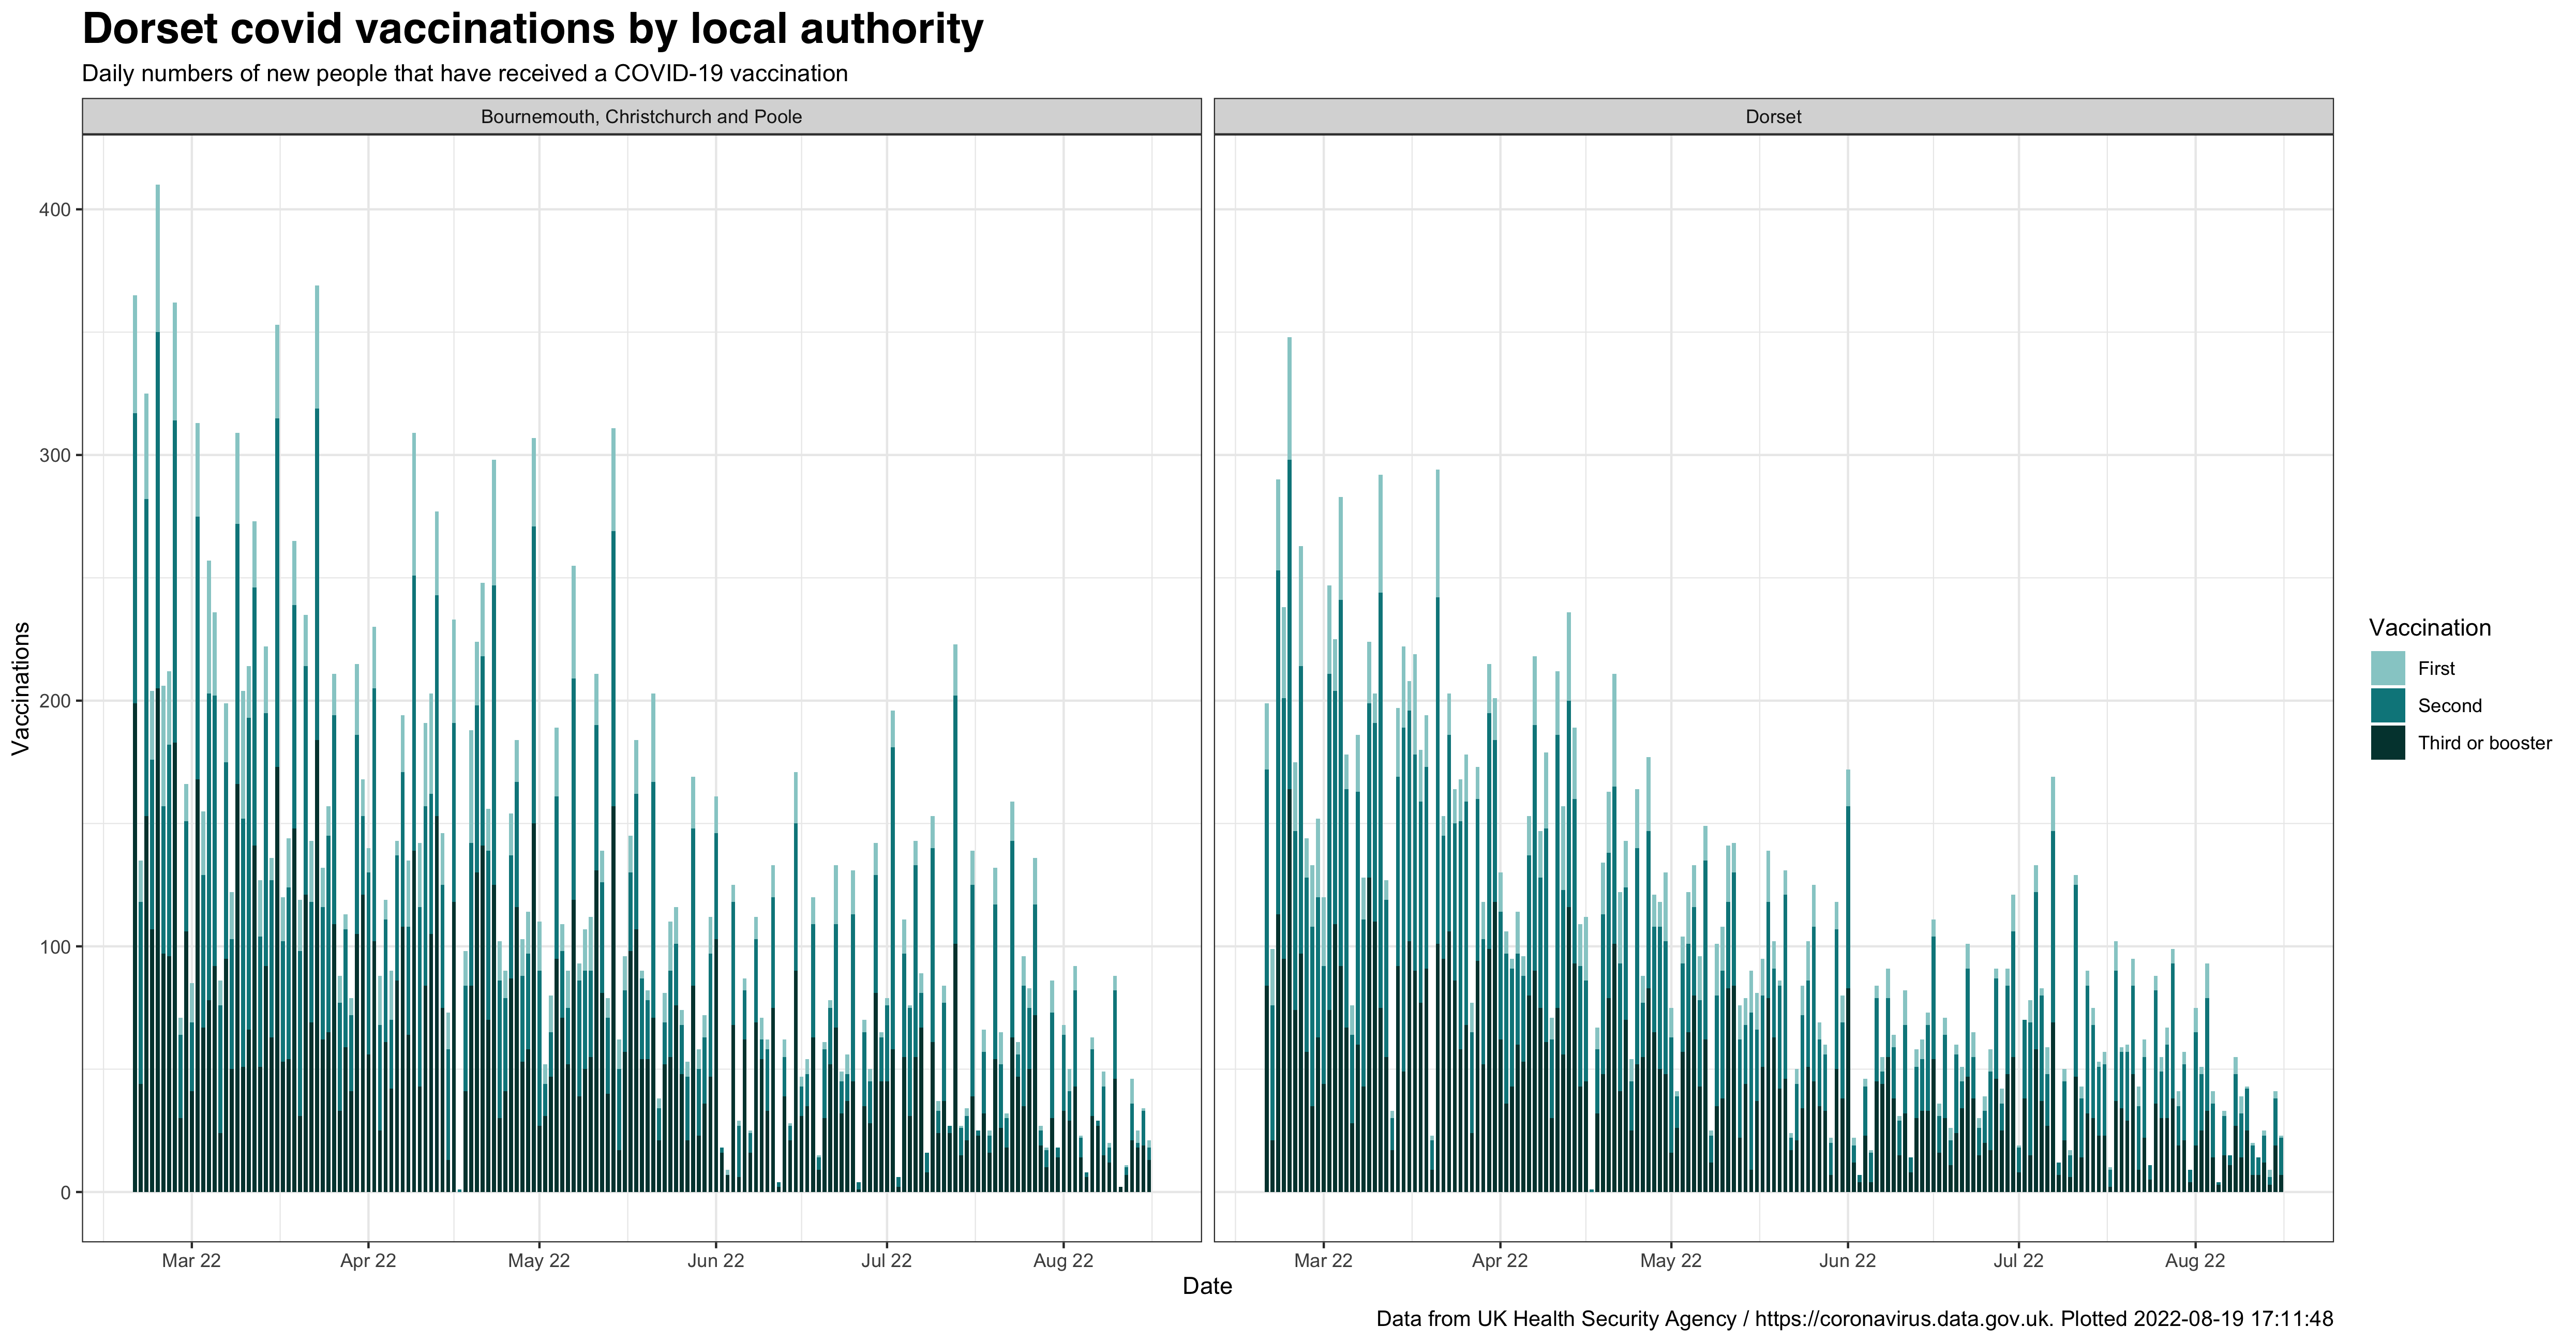 Dorset covid vaccinations by local authority
Daily numbers of new people that have received a COVID-19 vaccination
Bournemouth, Christchurch and Poole
Dorset
400
300
200
100
0
Vaccinations
Mar 22
Apr 22
May 22
Jun 22
Jul 22
Aug 22
Mar 22
Apr 22
May 22
Jun 22
Jul 22
Aug 22
Date
Vaccination
First
Second
Third or booster
Data from UK Health Security Agency / https://coronavirus.data.gov.uk. Plotted 2022-08-19 17:11:48